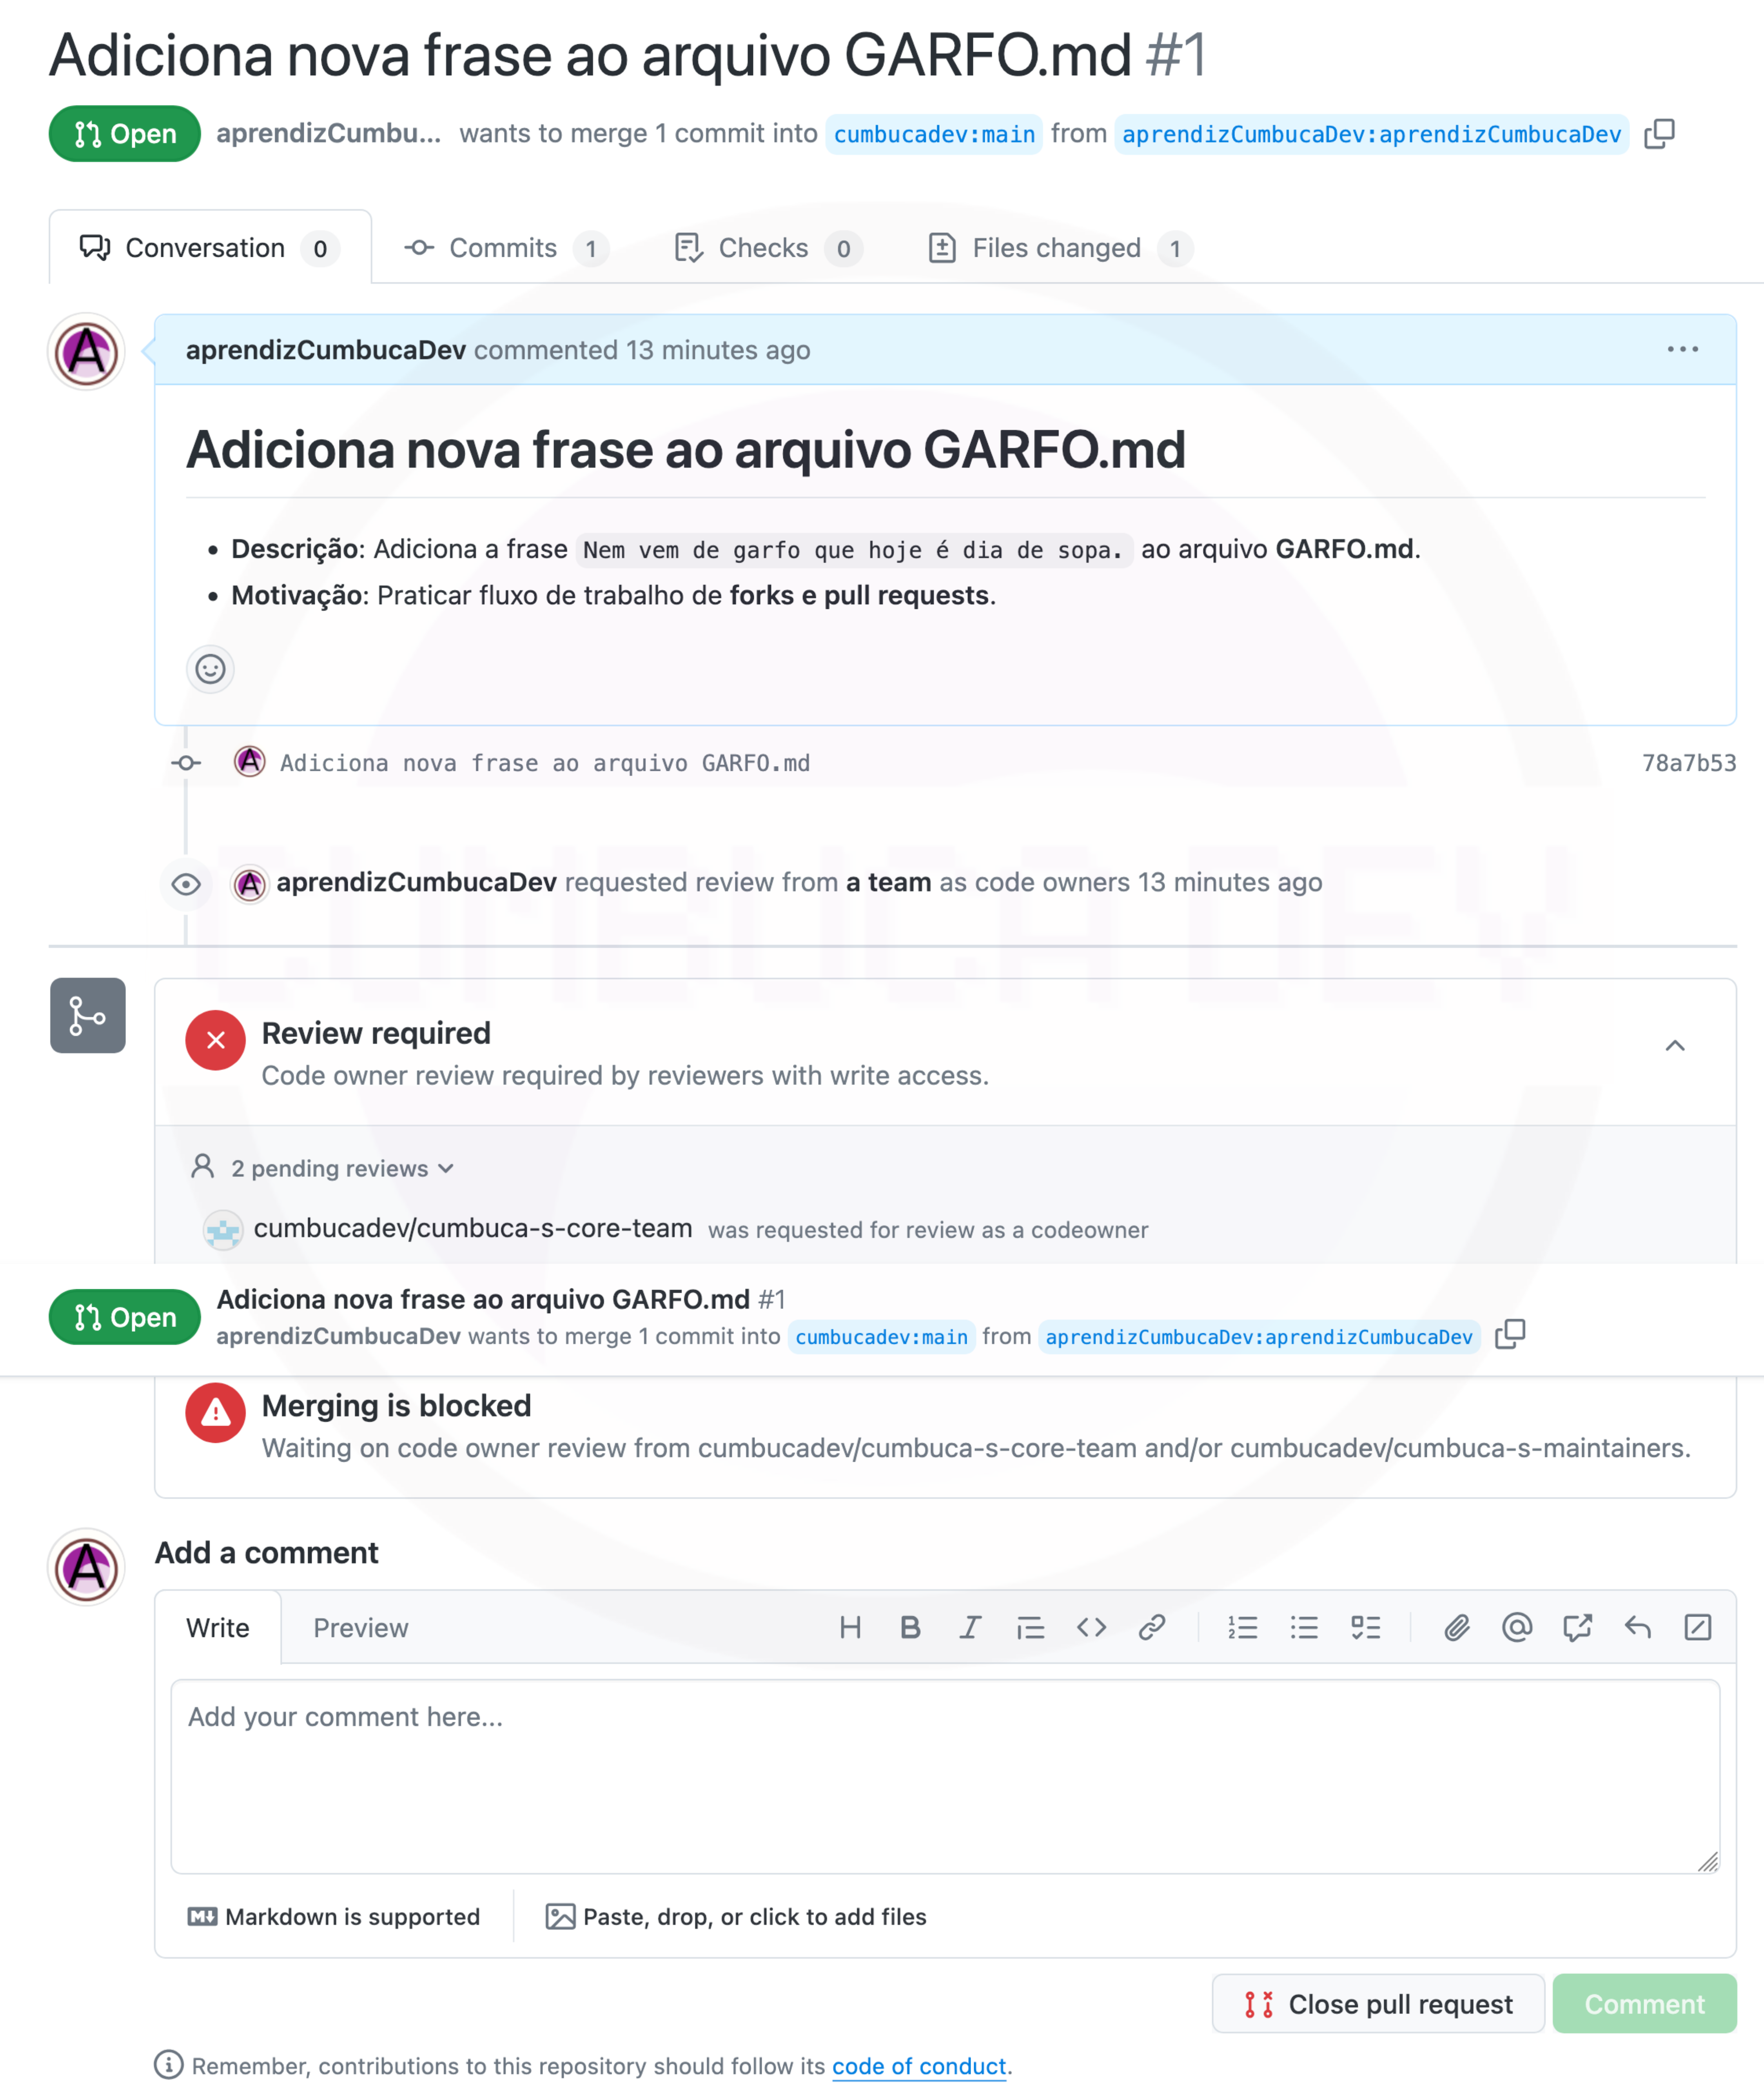 Adiciona nova frase ao arquivo GARFO.md #1
Open aprendizCumbu... wants to merge 1 commit into cumbucadev:main from aprendizCumbucaDev:aprendizCumbucaDev
Conversation 0 Commits 1 Checks 0 Files changed 1
A
aprendizCumbucaDev commented 13 minutes ago
Adiciona nova frase ao arquivo GARFO.md
• Descrição: Adiciona a frase Nem vem de garfo que hoje é dia de sopa. ao arquivo GARFO.md.
• Motivação: Praticar fluxo de trabalho de forks e pull requests.
A Adiciona nova frase ao arquivo GARFO.md 78a7b53
CUMBUCA DEV
A aprendizCumbucaDev requested review from a team as code owners 13 minutes ago
Review required
Code owner review required by reviewers with write access.
2 pending reviews
cumbucadev/cumbuca-s-core-team was requested for review as a codeowner
Open Adiciona nova frase ao arquivo GARFO.md #1
aprendizCumbucaDev wants to merge 1 commit into cumbucadev:main from aprendizCumbucaDev:aprendizCumbucaDev
Merging is blocked
Waiting on code owner review from cumbucadev/cumbuca-s-core-team and/or cumbucadev/cumbuca-s-maintainers.
A
Add a comment
Write Preview H B I
Add your comment here...
Markdown is supported Paste, drop, or click to add files
Close pull request Comment
Remember, contributions to this repository should follow its code of conduct.